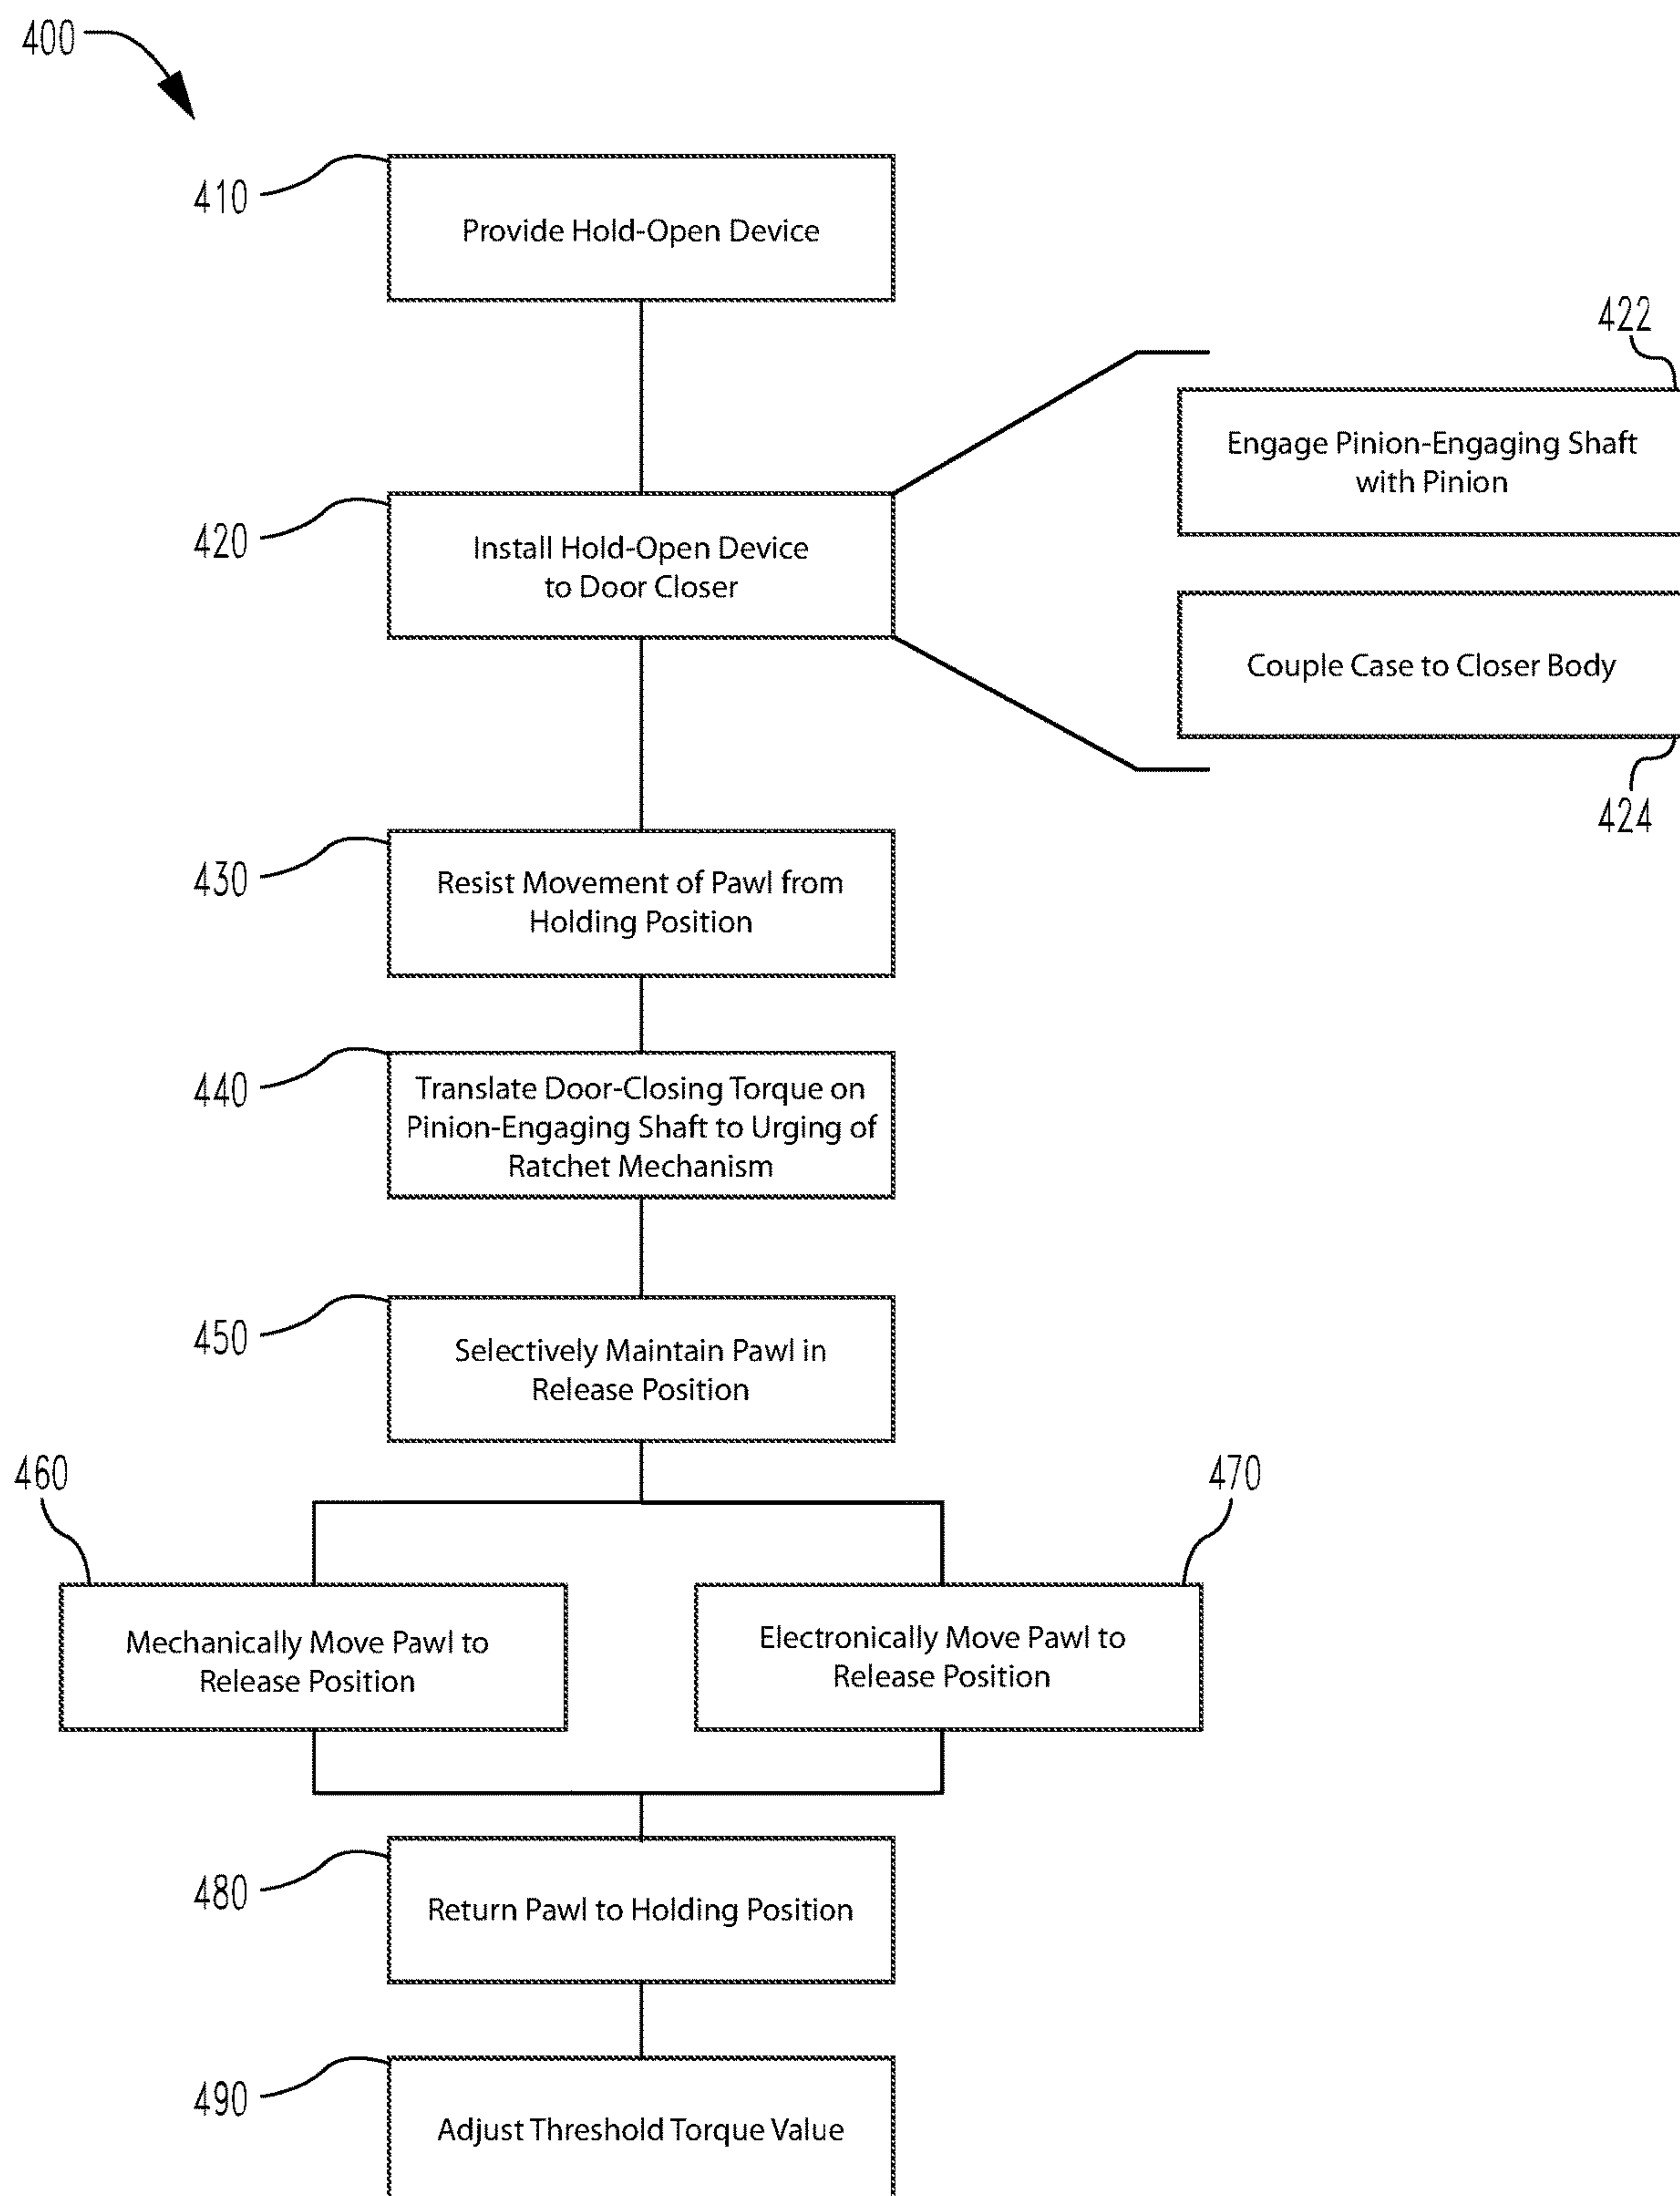 400
410
Provide Hold-Open Device
422
Engage Pinion-Engaging Shaft
with Pinion
420
Install Hold-Open Device
to Door Closer
Couple Case to Closer Body
424
430
Resist Movement of Pawl from
Holding Position
440
Translate Door-Closing Torque on
Pinion-Engaging Shaft to Urging of
Ratchet Mechanism
450
Selectively Maintain Pawl in
Release Position
460
470
Mechanically Move Pawl to
Release Position
Electronically Move Pawl to
Release Position
480
Return Pawl to Holding Position
490
Adjust Threshold Torque Value